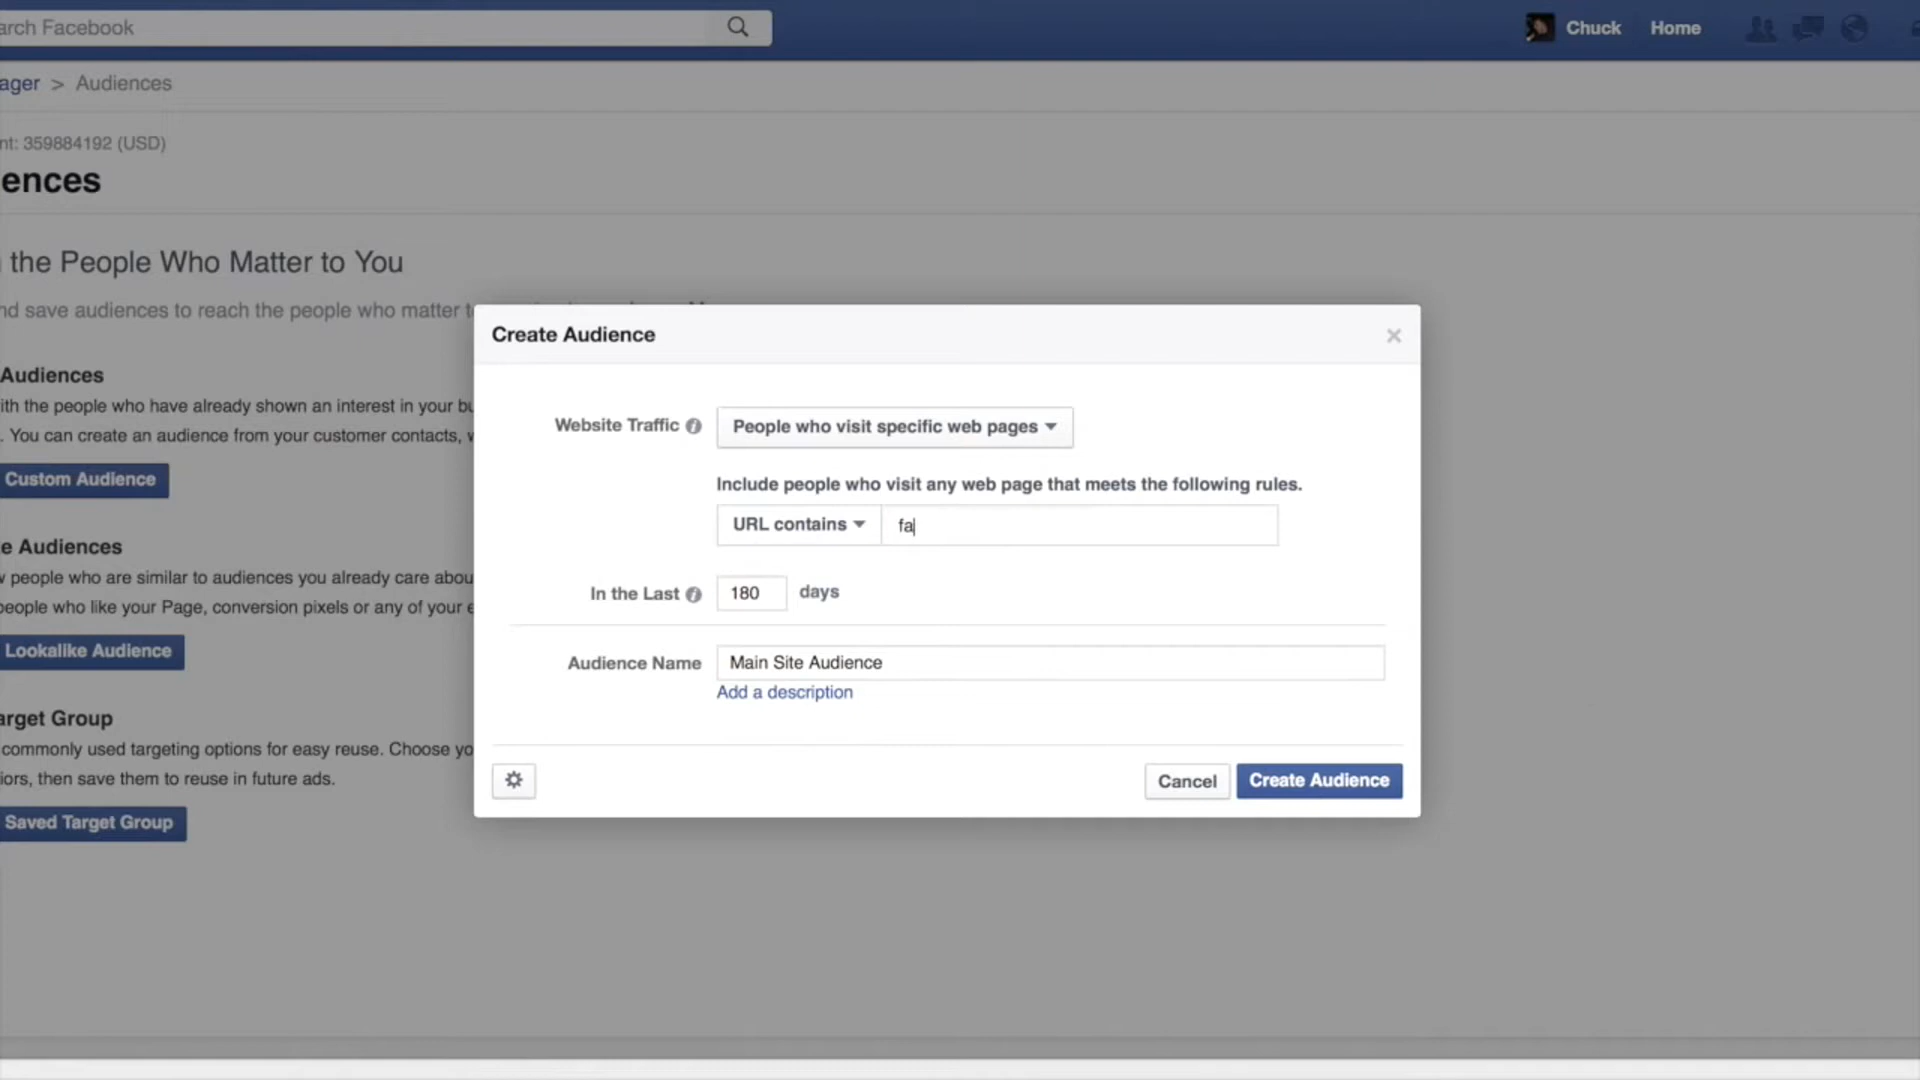 arch Facebook
Chuck Home
ager > Audiences
nt: 359884192 (USD)
ences
the People Who Matter to You
nd save audiences to reach the people who matter t
Audiences
ith the people who have already shown an interest in your bu
. You can create an audience from your customer contacts, w
Custom Audience
e Audiences
w people who are similar to audiences you already care abou
people who like your Page, conversion pixels or any of your e
Lookalike Audience
arget Group
commonly used targeting options for easy reuse. Choose yo
iors, then save them to reuse in future ads.
Saved Target Group
Create Audience
Website Traffic People who visit specific web pages
Include people who visit any web page that meets the following rules.
URL contains fa
In the Last 180 days
Audience Name Main Site Audience
Add a description
Cancel Create Audience